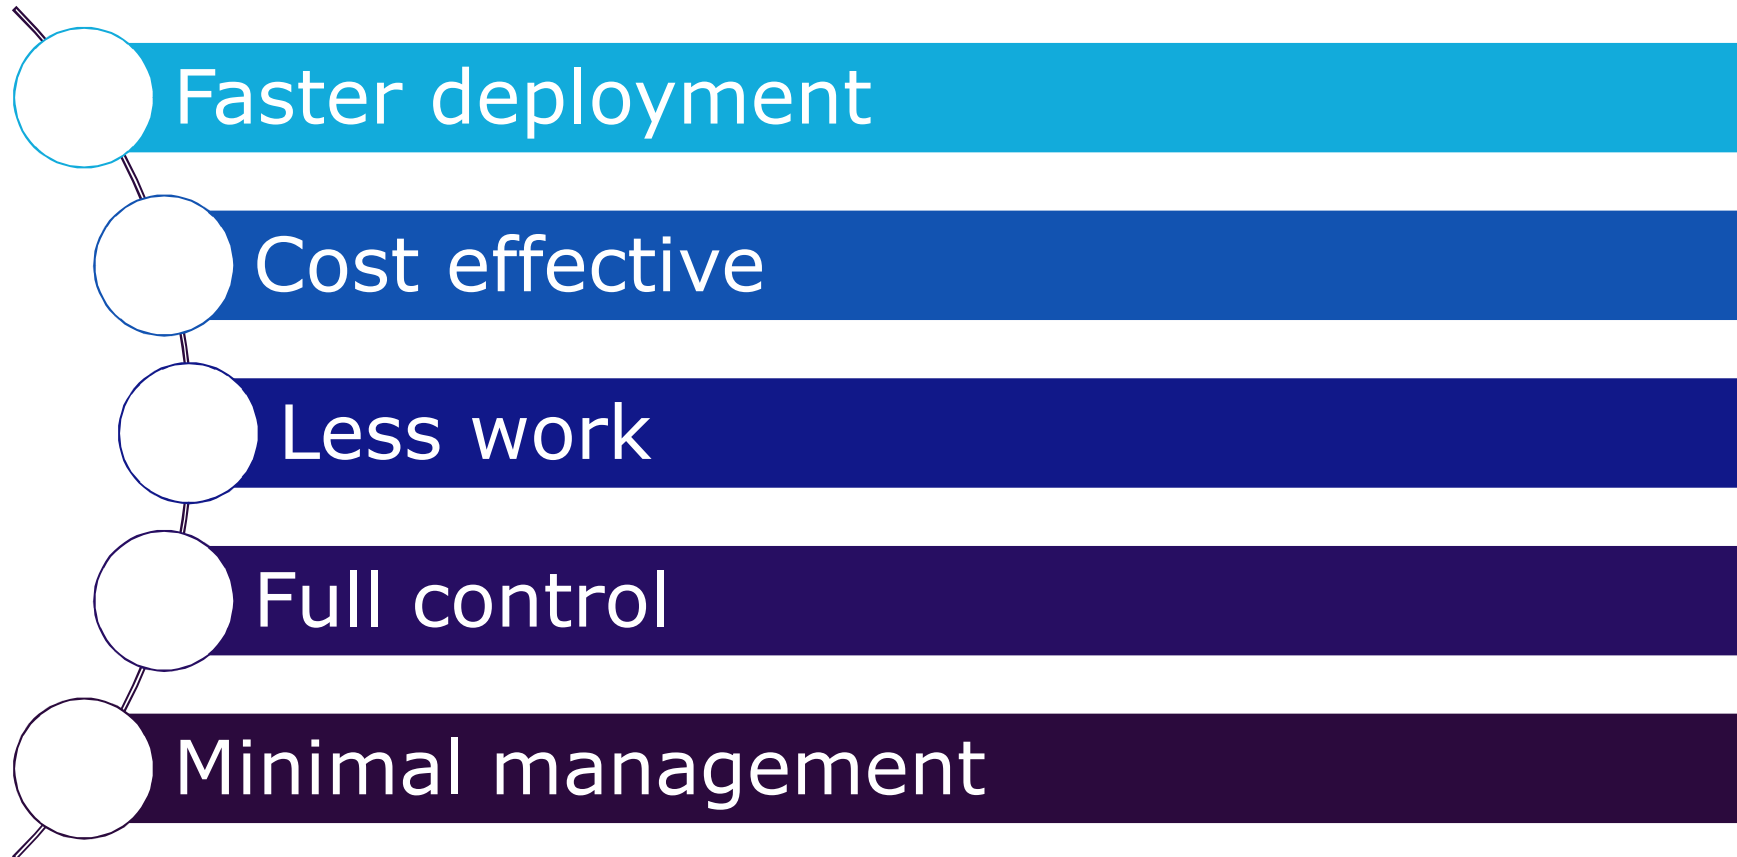 Faster deployment
Cost effective
Less work
Full control
Minimal management